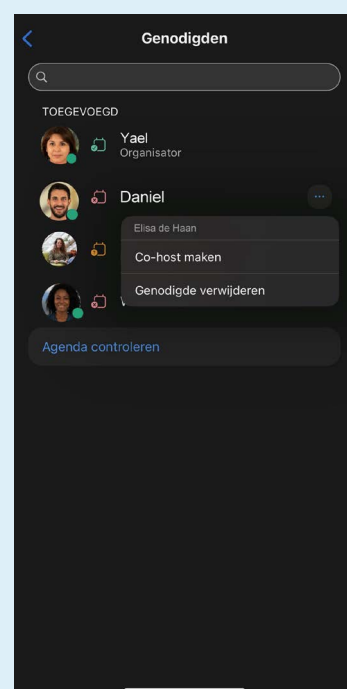 Genodigden
TOEGEVOEGD
Yael
Organisator
Daniel
Elisa de Haan
Co-host maken
Genodigde verwijderen
Agenda controleren